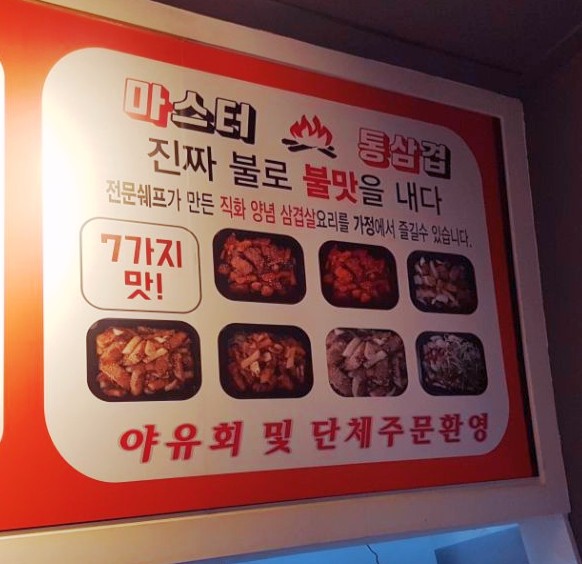 마스터 통삼겹
진짜 불로 불맛을 내다
전문쉐프가 만든 직화 양념 삼겹살요리를 가정에서 즐길수 있습니다.
7가지
맛!
야유회 및 단체주문환영